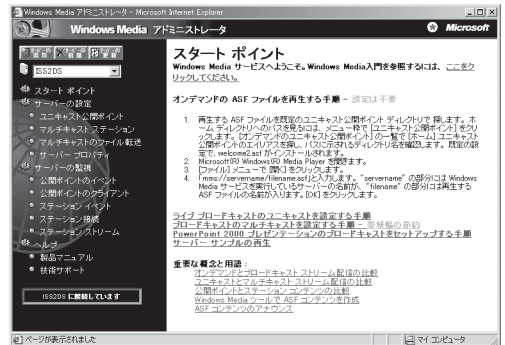 Windows Media アドミニストレータ - Microsoft Internet Explorer
Windows Media アドミニストレータ
Microsoft
サーバーの追加
サーバーの削除
サーバーの更新
ISS2DS
スタート ポイント
サーバーの設定
ユニキャスト公開ポイント
マルチキャスト ステーション
マルチキャストのファイル転送
サーバー プロパティ
サーバーの監視
公開ポイントのイベント
公開ポイントのクライアント
ステーション イベント
ステーション接続
ステーション ストリーム
ヘルプ
製品マニュアル
技術サポート
ISS2DS に接続しています
スタート ポイント
Windows Media サービスへようこそ。Windows Media入門を参照するには、ここをク
リックしてください。
オンデマンドの ASF ファイルを再生する手順 - 設定は不要
1. 再生する ASF ファイルを既定のユニキャスト公開ポイント ディレクトリで 探します。ホ
ーム ディレクトリへのパスを見るには、メニュー枠で [ユニキャスト公開ポイント] をクリ
ックします。[オンデマンドのユニキャスト公開ポイント] の一覧で [ホーム] ユニキャスト
公開ポイントのエイリアスを探し、パスに示されるディレクトリ名を確認します。既定の設
定で、welcome2.asf がインストールされます。
2. Microsoft(R) Windows(R) Media Player を開きます。
3. [ファイル] メニューで [開く] をクリックします。
4. 「mms://servername/filename.asf」と入力します。"servername" の部分には Windows
Media サービスを実行しているサーバーの名前が、"filename" の部分には再生する
ASF ファイルの名前が入ります。[OK] をクリックします。
ライブ ブロードキャストのユニキャストを設定する手順
ブロードキャストのマルチキャストを設定する手順 - 帯域幅の節約
PowerPoint 2000 プレゼンテーションのブロードキャストをセットアップする手順
サーバー サンプルの再生
重要な概念と用語 :
オンデマンドとブロードキャスト ストリーム配信の比較
ユニキャストとマルチキャスト ストリーム配信の比較
公開ポイントとステーション コンテンツの比較
Windows Media ツールで ASF コンテンツを作成
ASF コンテンツのアナウンス
ページが表示されました
マイ コンピュータ